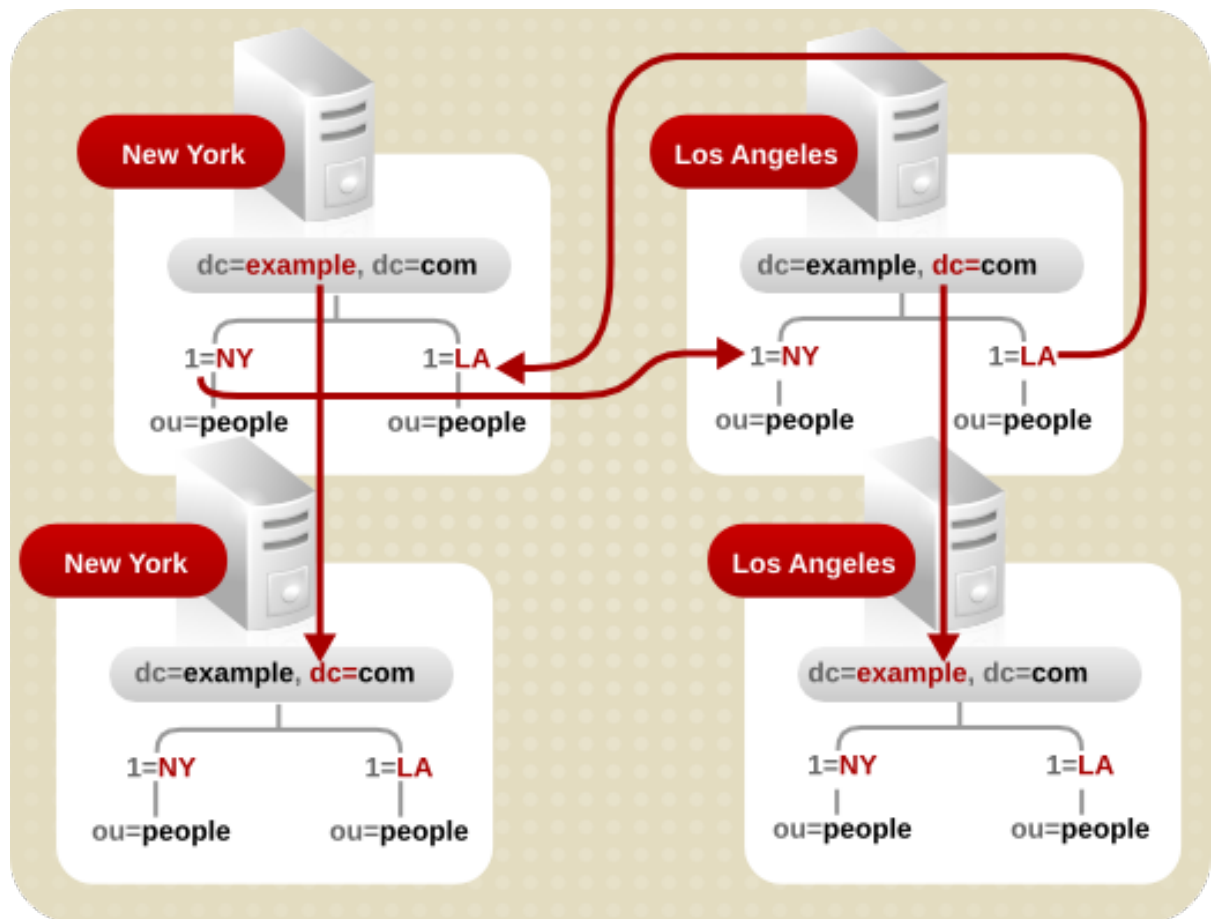 New York
Los Angeles
dc=example, dc=com
dc=example, dc=com
1=NY
1=LA
1=NY
1=LA
ou=people
ou=people
ou=people
ou=people
New York
Los Angeles
dc=example, dc=com
dc=example, dc=com
1=NY
1=LA
1=NY
1=LA
ou=people
ou=people
ou=people
ou=people